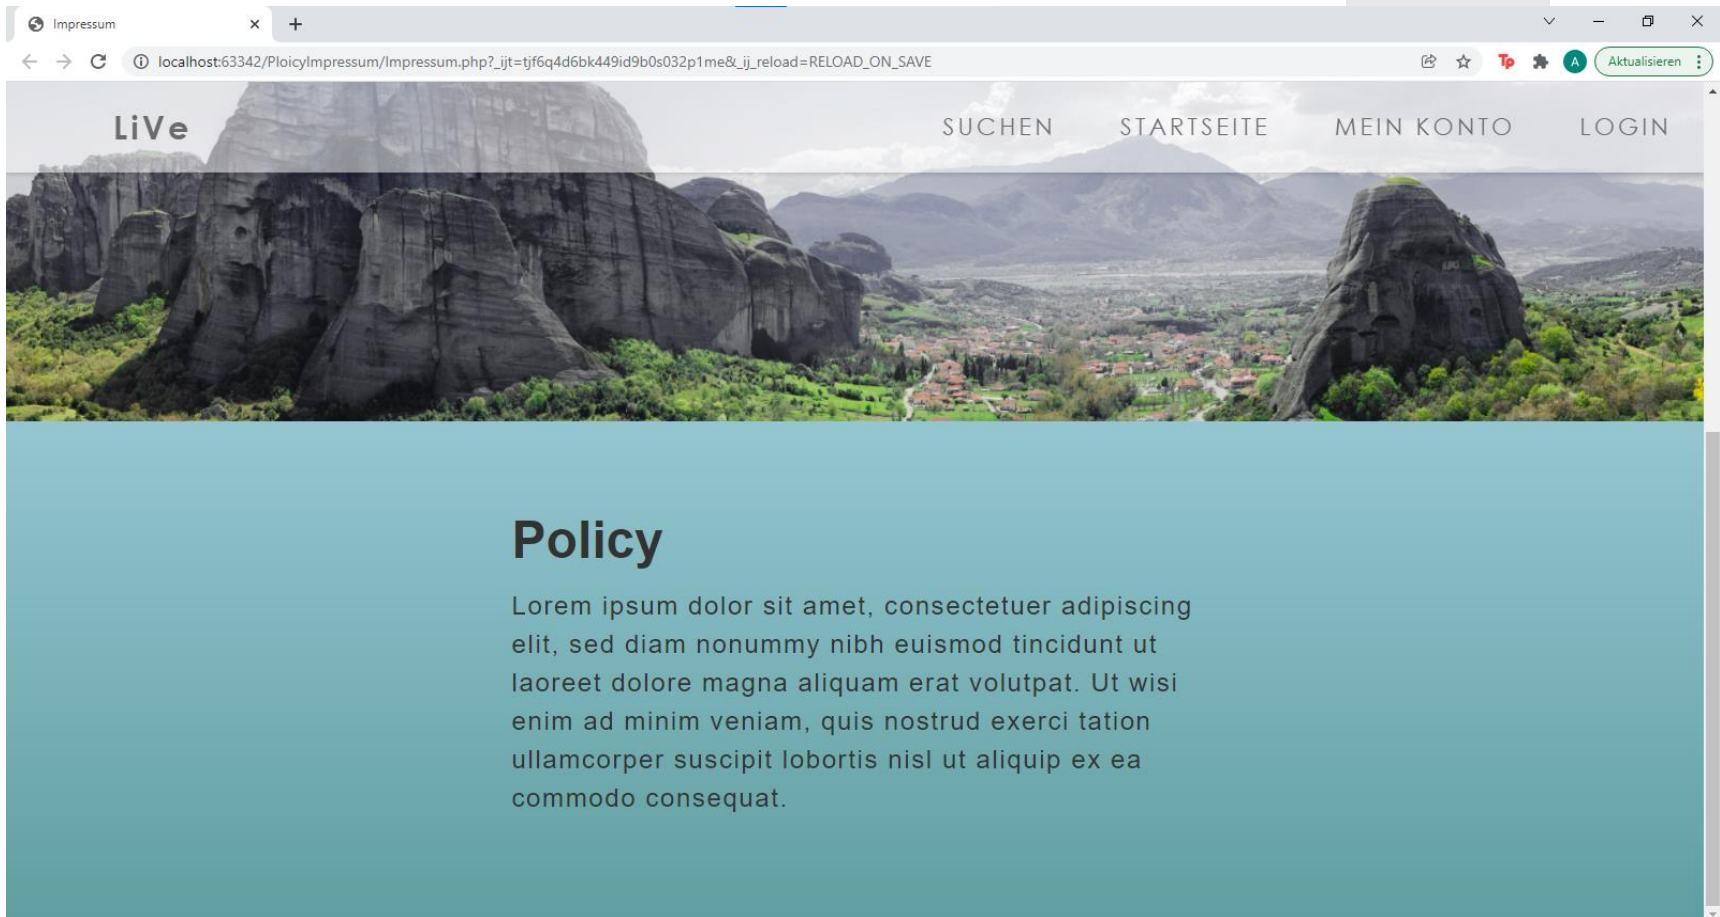 Impressum
localhost:63342/PloicyImpressum/Impressum.php?_ijt=tjf6q4d6bk449id9b0s032p1me&_ij_reload=RELOAD_ON_SAVE
Tp
A
Aktualisieren
LiVe
SUCHEN
STARTSEITE
MEIN KONTO
LOGIN
Policy
Lorem ipsum dolor sit amet, consectetuer adipiscing
elit, sed diam nonummy nibh euismod tincidunt ut
laoreet dolore magna aliquam erat volutpat. Ut wisi
enim ad minim veniam, quis nostrud exerci tation
ullamcorper suscipit lobortis nisl ut aliquip ex ea
commodo consequat.